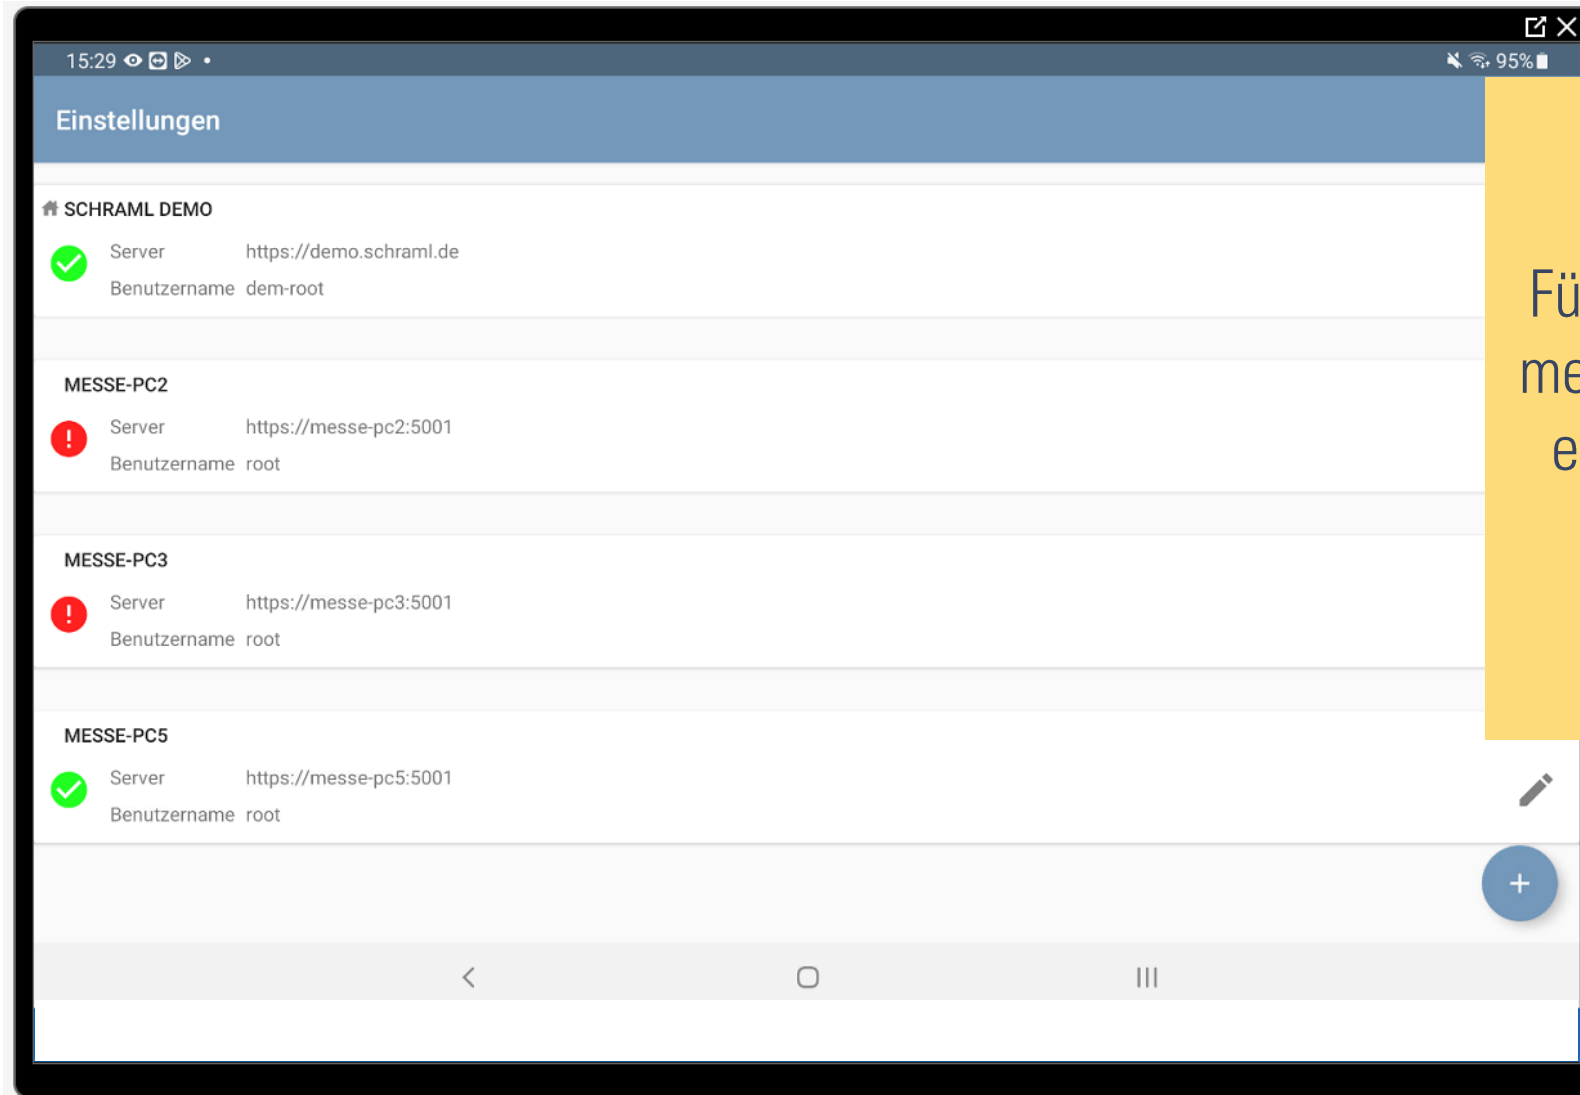 15:29
95%
Einstellungen
SCHRAML DEMO
Server https://demo.schraml.de
Benutzername dem-root
MESSE-PC2
Server https://messe-pc2:5001
Benutzername root
MESSE-PC3
Server https://messe-pc3:5001
Benutzername root
MESSE-PC5
Server https://messe-pc5:5001
Benutzername root